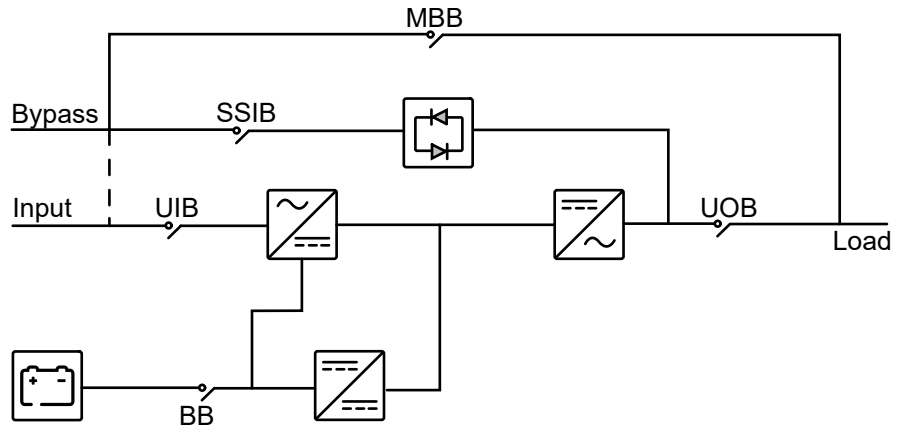 MBB
Bypass
SSIB
Input
UIB
UOB
Load
BB